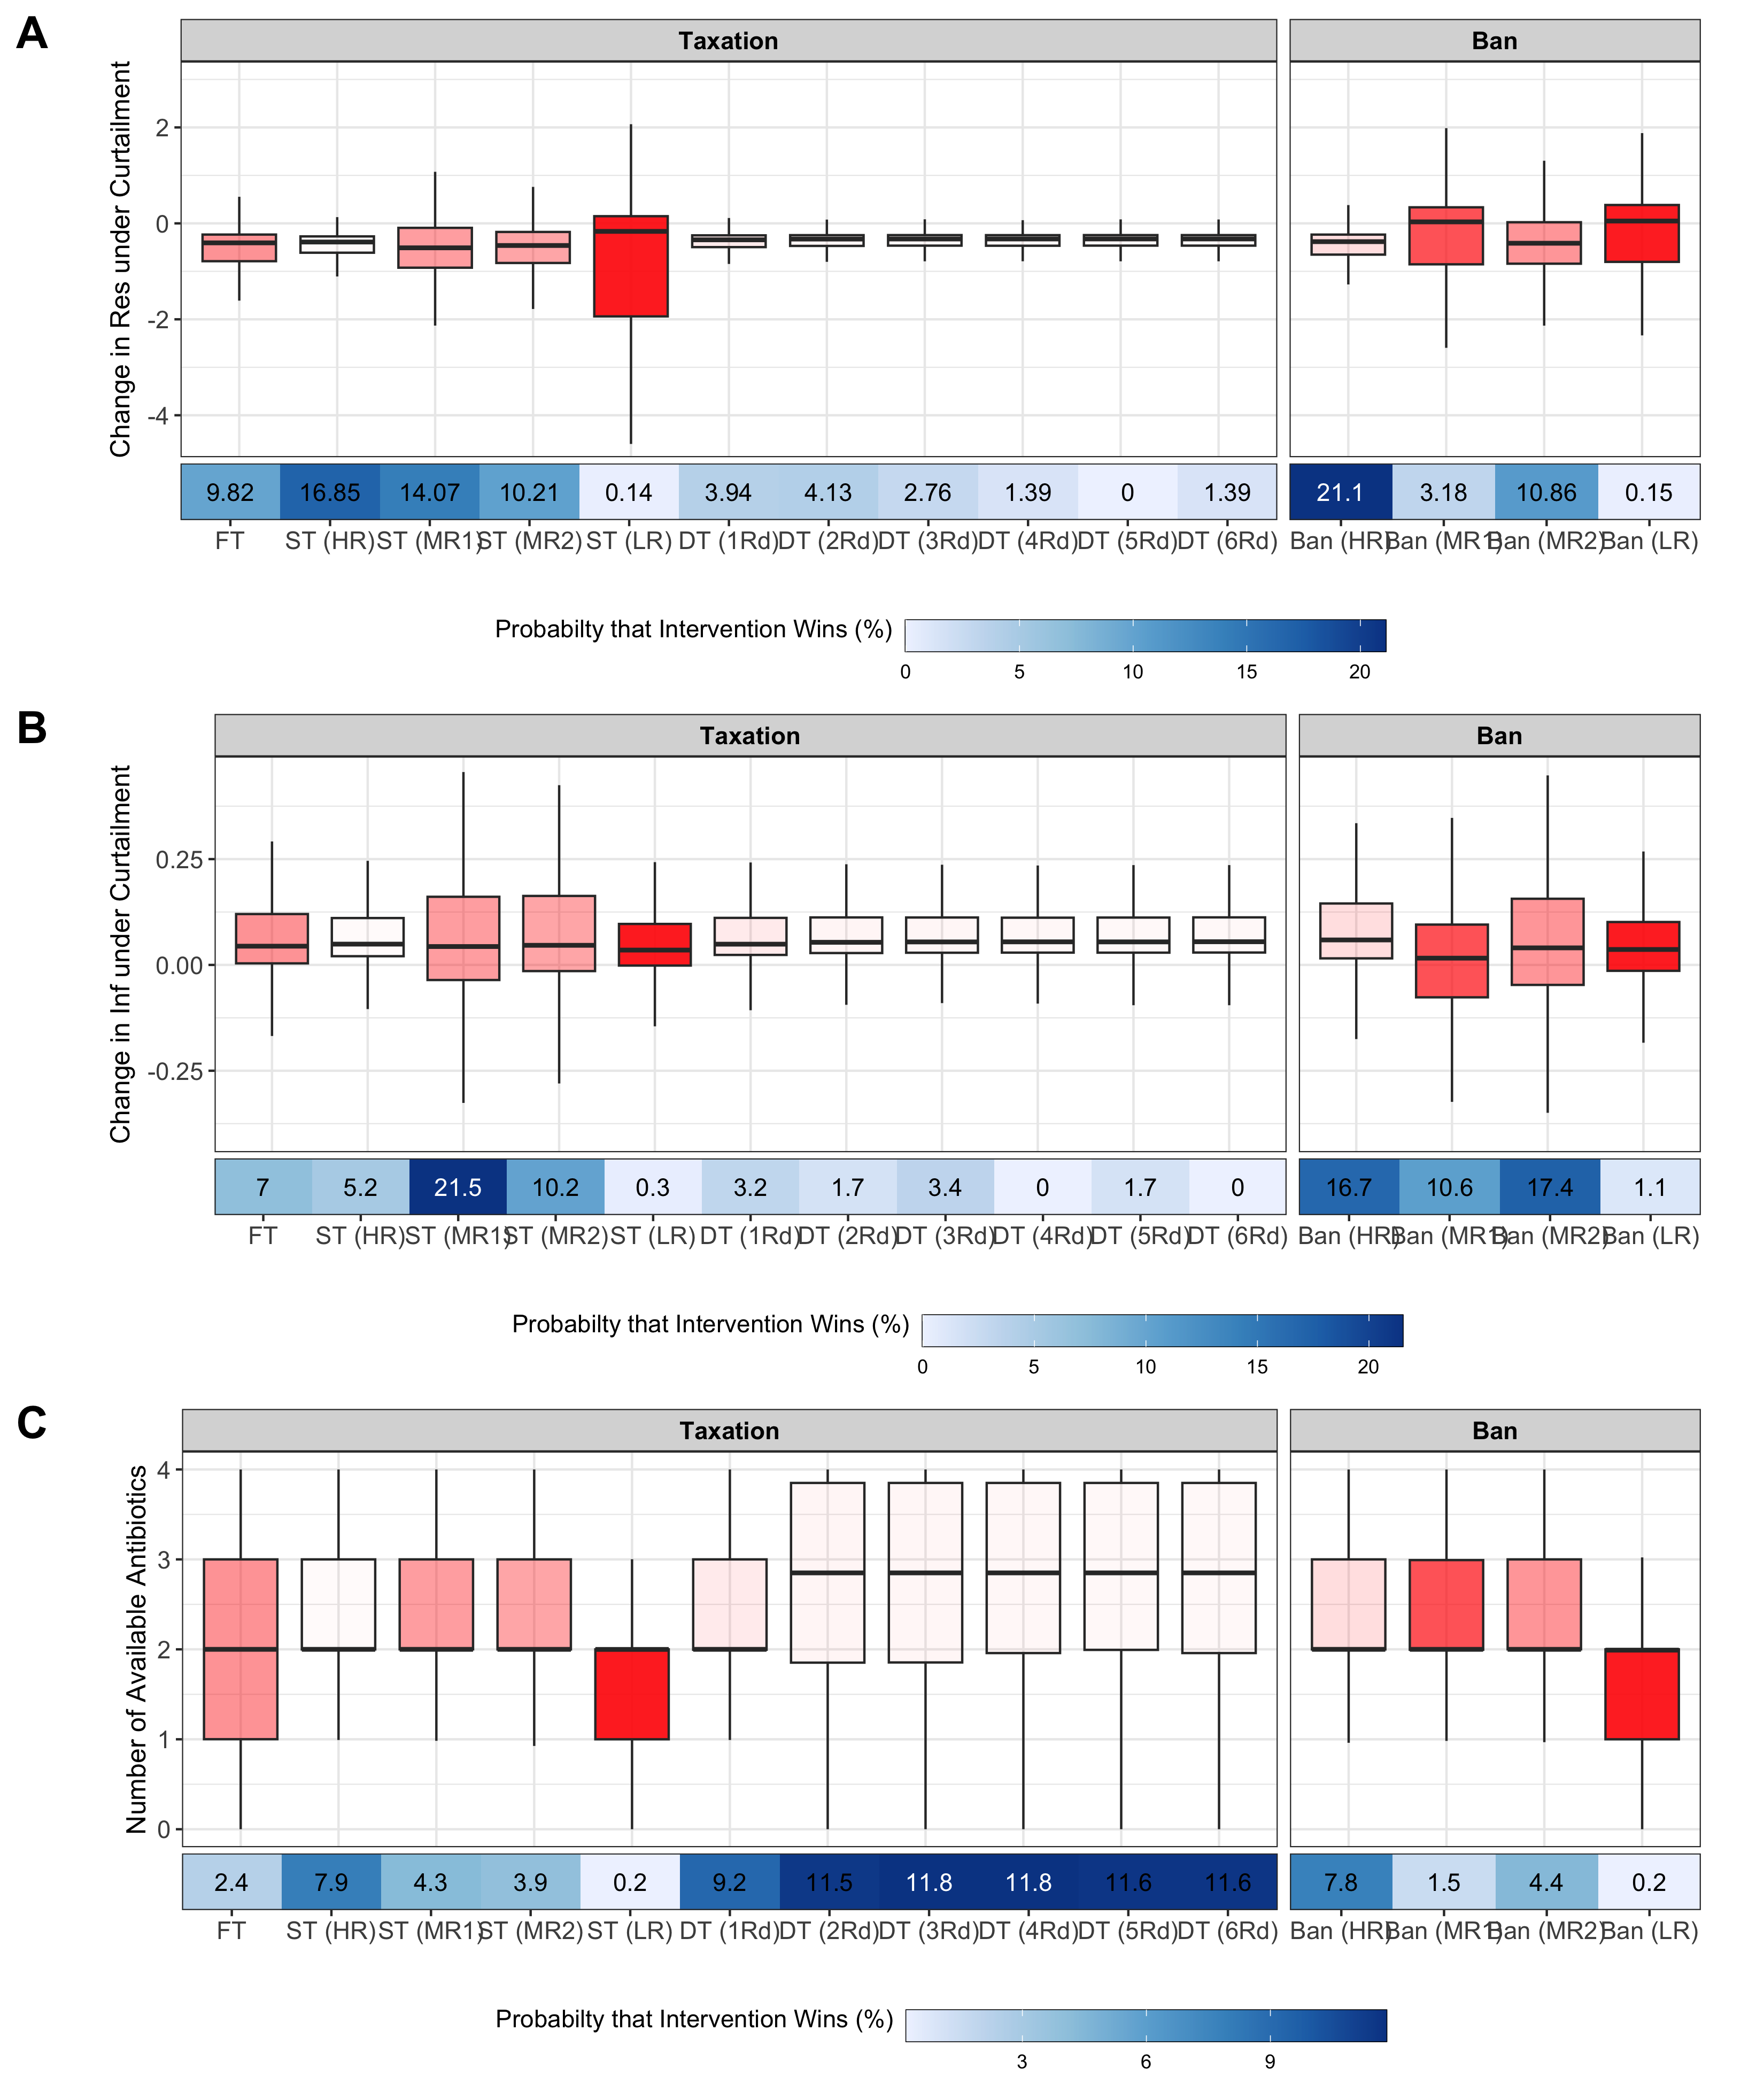 A
Taxation
Ban
Change in Res under Curtailment
2
0
-2
-4
9.82 16.85 14.07 10.21 0.14 3.94 4.13 2.76 1.39 0 1.39 21.1 3.18 10.86 0.15
FT ST (HR) ST (MR1) ST (MR2) ST (LR) DT (1Rd) DT (2Rd) DT (3Rd) DT (4Rd) DT (5Rd) DT (6Rd) Ban (HR) Ban (MR1) Ban (MR2) Ban (LR)
Probabilty that Intervention Wins (%)
0 5 10 15 20
B
Taxation
Ban
Change in Inf under Curtailment
0.25
0.00
-0.25
7 5.2 21.5 10.2 0.3 3.2 1.7 3.4 0 1.7 0 16.7 10.6 17.4 1.1
FT ST (HR) ST (MR1) ST (MR2) ST (LR) DT (1Rd) DT (2Rd) DT (3Rd) DT (4Rd) DT (5Rd) DT (6Rd) Ban (HR) Ban (MR1) Ban (MR2) Ban (LR)
Probabilty that Intervention Wins (%)
0 5 10 15 20
C
Taxation
Ban
Number of Available Antibiotics
4
3
2
1
0
2.4 7.9 4.3 3.9 0.2 9.2 11.5 11.8 11.8 11.6 11.6 7.8 1.5 4.4 0.2
FT ST (HR) ST (MR1) ST (MR2) ST (LR) DT (1Rd) DT (2Rd) DT (3Rd) DT (4Rd) DT (5Rd) DT (6Rd) Ban (HR) Ban (MR1) Ban (MR2) Ban (LR)
Probabilty that Intervention Wins (%)
3 6 9